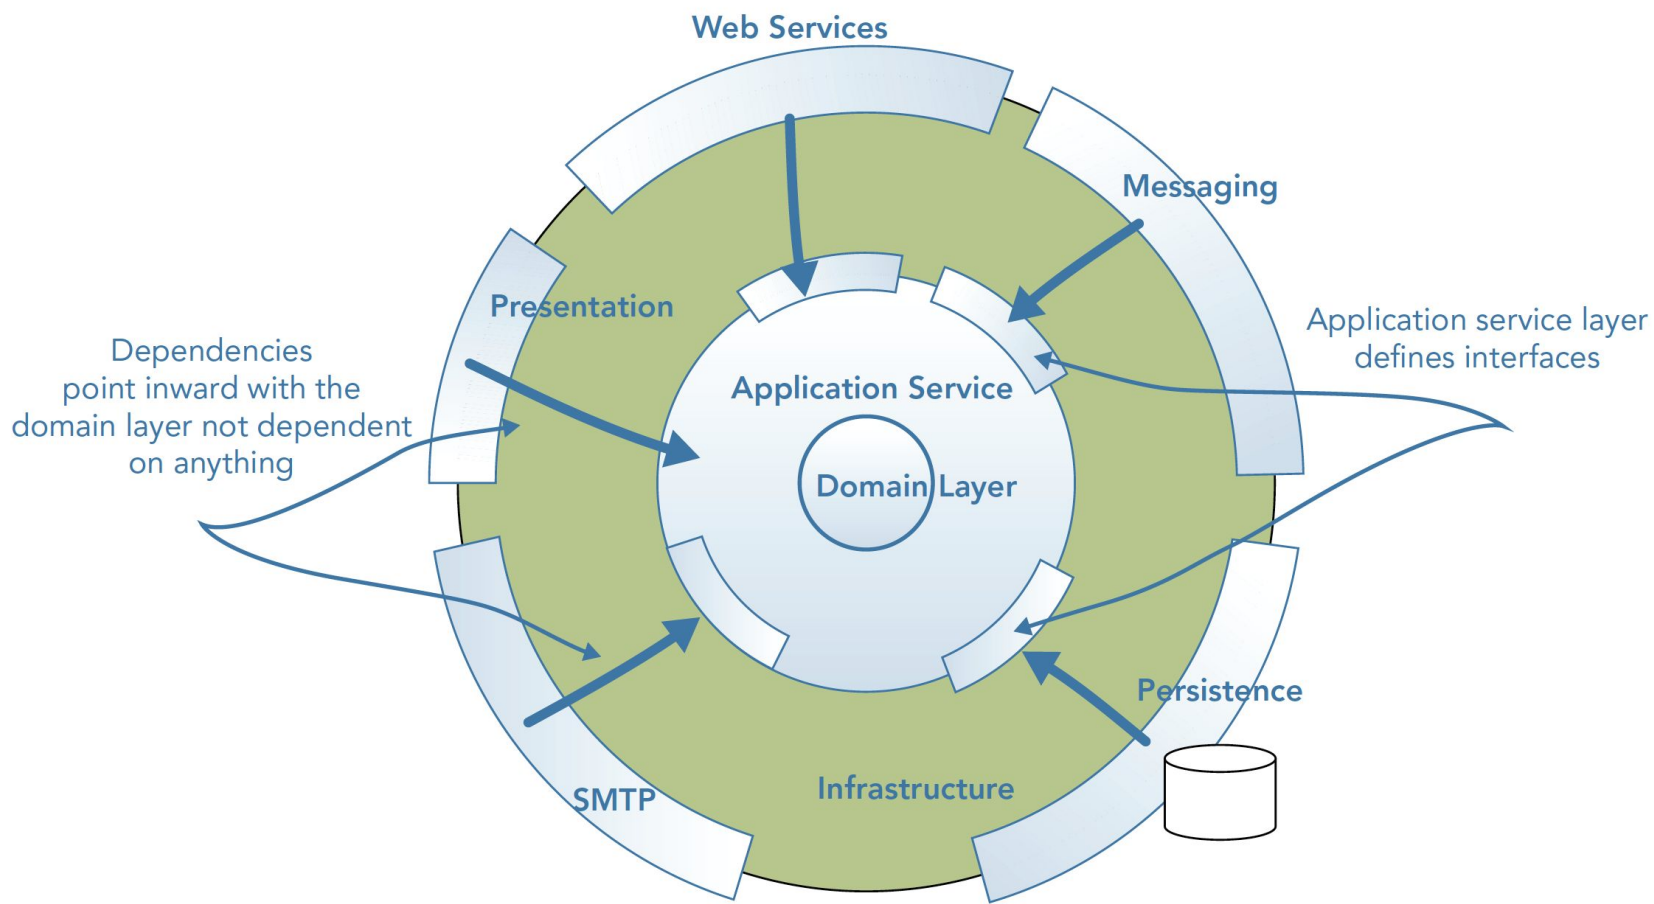 Web Services
Messaging
Presentation
Dependencies
point inward with the
domain layer not dependent
on anything
Application service layer
defines interfaces
Application Service
Domain Layer
Persistence
Infrastructure
SMTP